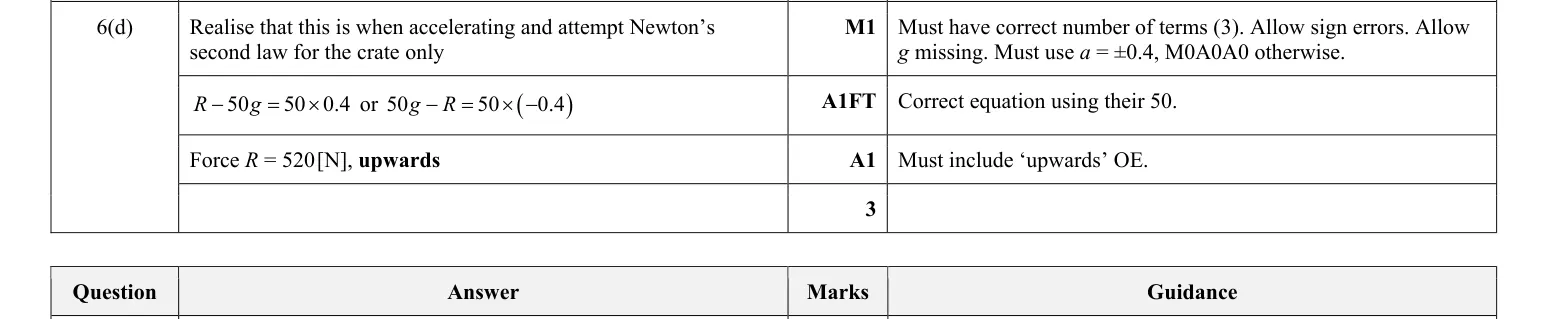 6(d) Realise that this is when accelerating and attempt Newton's M1 Must have correct number of terms (3). Allow sign errors. Allow
second law for the crate only g missing. Must use a = ±0.4, M0A0A0 otherwise.
R − 50g = 50 × 0.4 or 50g − R = 50 × (−0.4) A1FT Correct equation using their 50.
Force R = 520[N], upwards A1 Must include ‘upwards’ OE.
3
Question Answer Marks Guidance